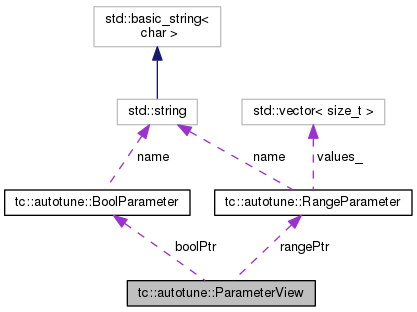 std::basic_string<
char >
std::string
std::vector< size_t >
name
name
values_
tc::autotune::BoolParameter
tc::autotune::RangeParameter
boolPtr
rangePtr
tc::autotune::ParameterView